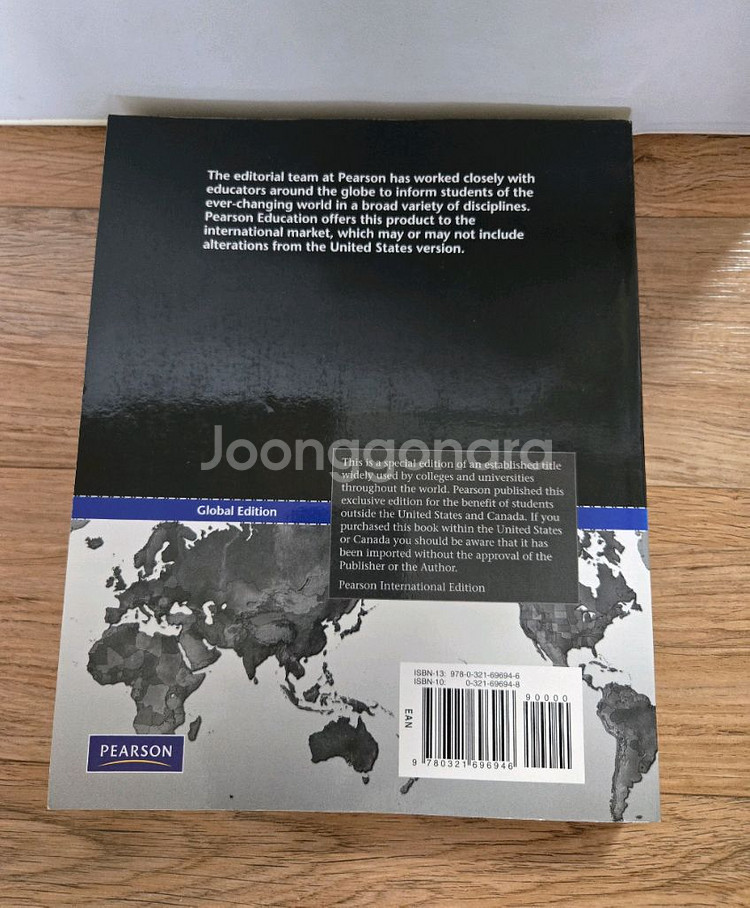 The editorial team at Pearson has worked closely with
educators around the globe to inform students of the
ever-changing world in a broad variety of disciplines.
Pearson Education offers this product to the
international market, which may or may not include
alterations from the United States version.
Joonggonara
This is a special edition of an established title
widely used by colleges and universities
throughout the world. Pearson published this
exclusive edition for the benefit of students
outside the United States and Canada. If you
purchased this book within the United States
or Canada you should be aware that it has
been imported without the approval of the
Publisher or the Author.
Pearson International Edition
Global Edition
ISBN-13: 978-0-321-69694-6
ISBN-10: 0-321-69694-8
90000
EAN
9 780321 696946
PEARSON